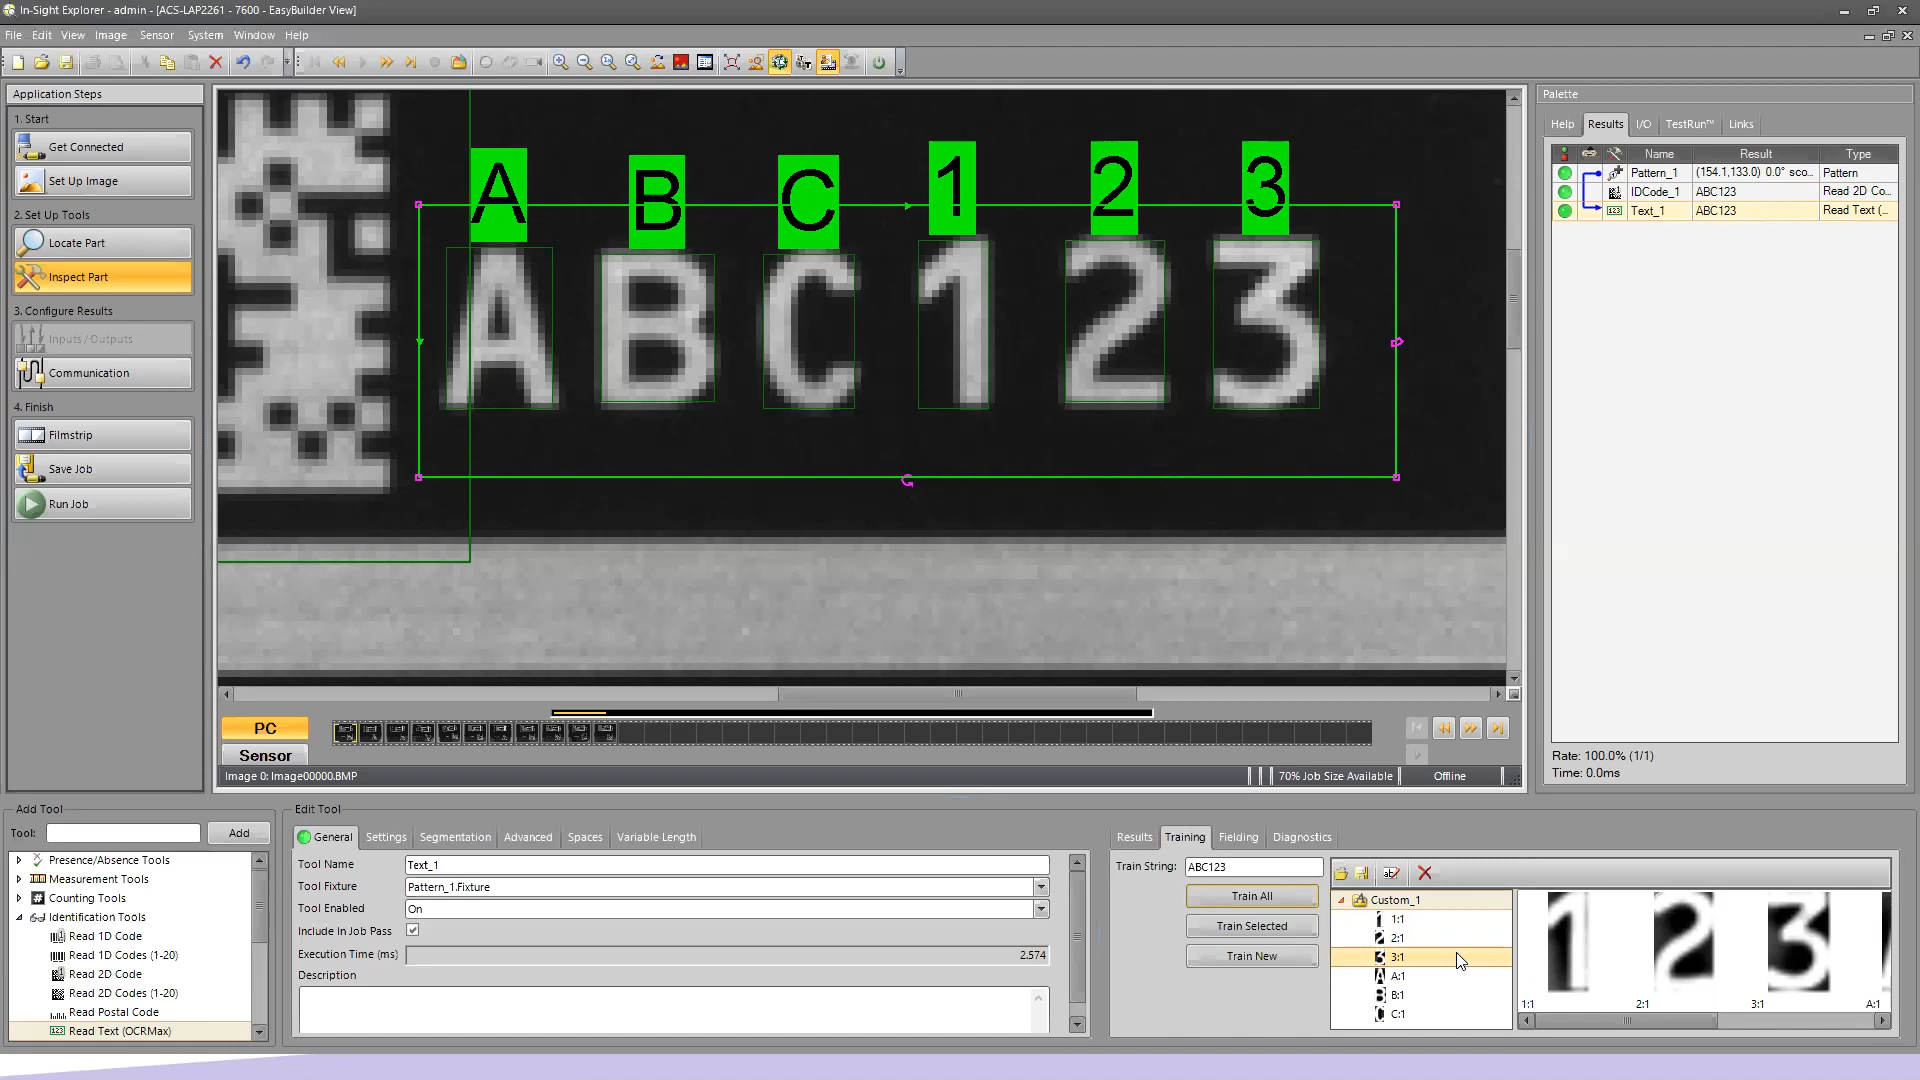 In-Sight Explorer - admin - [ACS-LAP2261 - 7600 - EasyBuilder View]
File Edit View Image Sensor System Window Help
Application Steps
1. Start
Get Connected
Set Up Image
2. Set Up Tools
Locate Part
Inspect Part
3. Configure Results
Inputs / Outputs
Communication
4. Finish
Filmstrip
Save Job
Run Job
A B C 1 2 3
A B C 1 2 3
PC
Sensor
Image 0: Image00000.BMP
70% Job Size Available
Offline
Palette
Help Results I/O TestRun™ Links
Name Result Type
Pattern_1 (154.1,133.0) 0.0° sco... Pattern
IDCode_1 ABC123 Read 2D Co...
Text_1 ABC123 Read Text (...
Rate: 100.0% (1/1)
Time: 0.0ms
Add Tool
Tool:
Add
Presence/Absence Tools
Measurement Tools
Counting Tools
Identification Tools
Read 1D Code
Read 1D Codes (1-20)
Read 2D Code
Read 2D Codes (1-20)
Read Postal Code
Read Text (OCRMax)
Edit Tool
General Settings Segmentation Advanced Spaces Variable Length
Tool Name Text_1
Tool Fixture Pattern_1.Fixture
Tool Enabled On
Include In Job Pass
Execution Time (ms) 2.574
Description
Results Training Fielding Diagnostics
Train String: ABC123
Train All
Train Selected
Train New
Custom_1
1:1
2:1
3:1
A:1
B:1
C:1
1 2 3
1:1 2:1 3:1 A:1